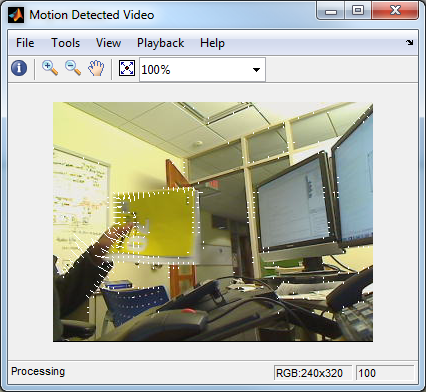 Motion Detected Video
File Tools View Playback Help
100%
Processing RGB:240x320 100